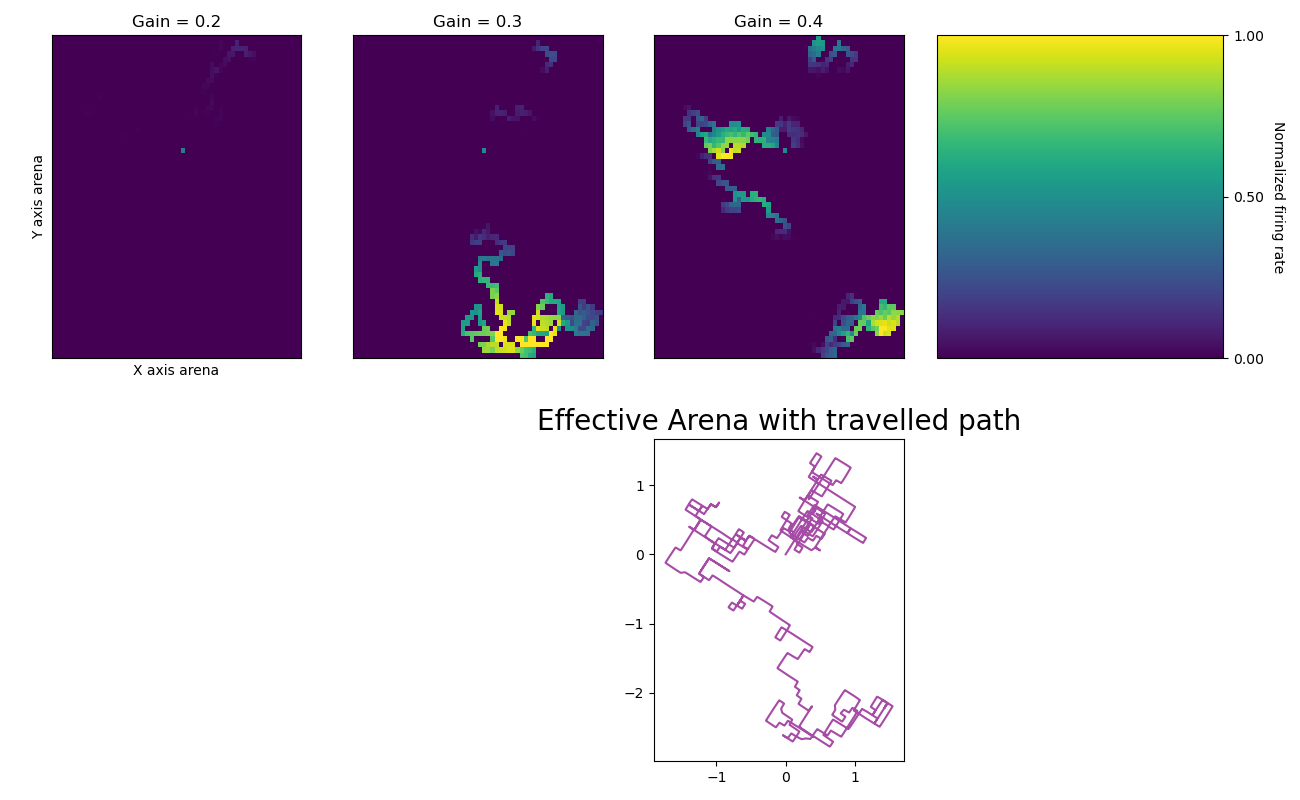 Gain = 0.2
Gain = 0.3
Gain = 0.4
Y axis arena
X axis arena
1.00
0.50
0.00
Normalized firing rate
Effective Arena with travelled path
1
0
−1
−2
−1
0
1